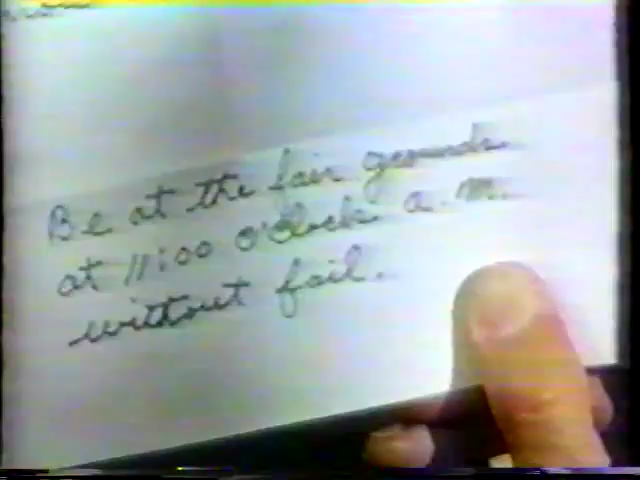 Be at the fair grounds
at 11:00 o'clock a.m.
without fail.